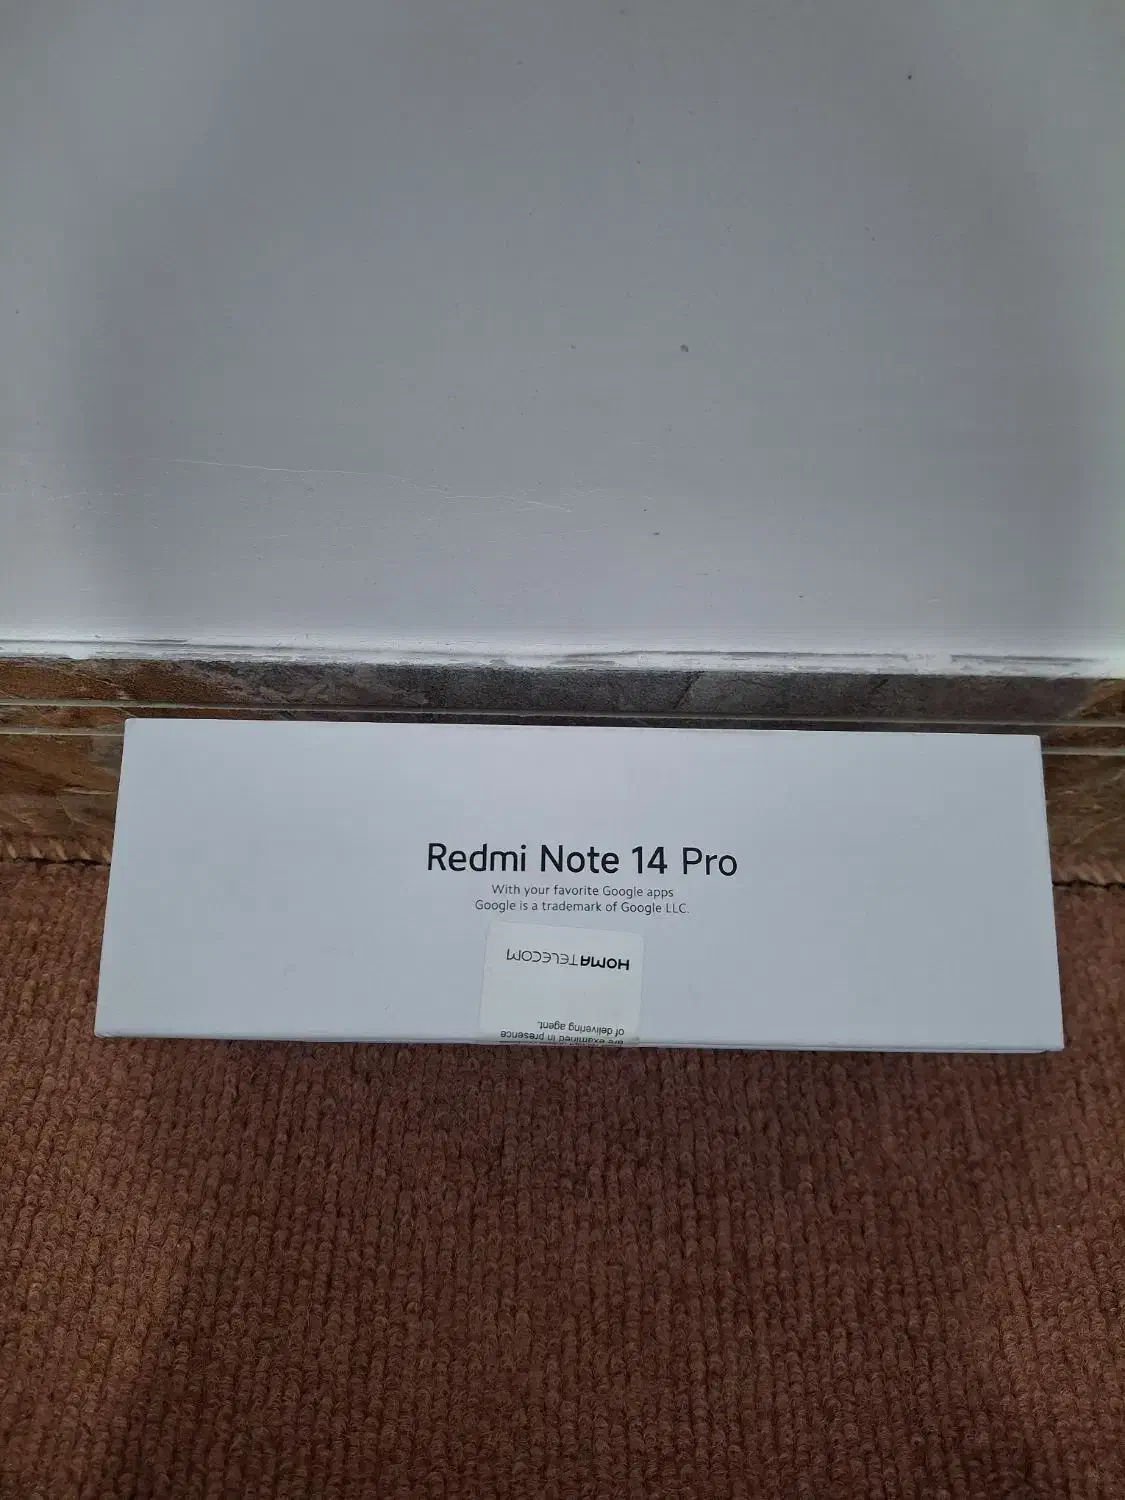 Redmi Note 14 Pro
With your favorite Google apps
Google is a trademark of Google LLC.
HOMATELECOM
are examined in presence
of delivering agent.